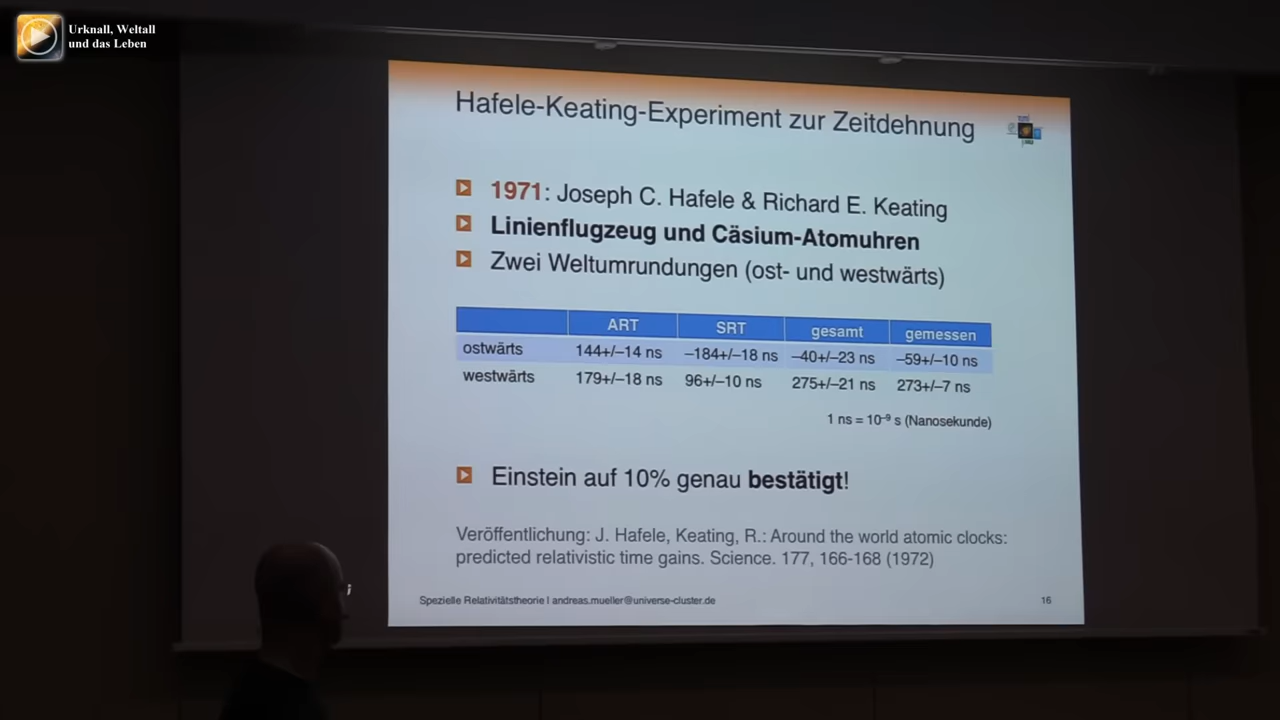 Urknall, Weltall
und das Leben
Hafele-Keating-Experiment zur Zeitdehnung
1971: Joseph C. Hafele & Richard E. Keating
Linienflugzeug und Cäsium-Atomuhren
Zwei Weltumrundungen (ost- und westwärts)
ART SRT gesamt gemessen
ostwärts 144+/–14 ns –184+/–18 ns –40+/–23 ns –59+/–10 ns
westwärts 179+/–18 ns 96+/–10 ns 275+/–21 ns 273+/–7 ns
1 ns = 10⁻⁹ s (Nanosekunde)
Einstein auf 10% genau bestätigt!
Veröffentlichung: J. Hafele, Keating, R.: Around the world atomic clocks:
predicted relativistic time gains. Science. 177, 166-168 (1972)
Spezielle Relativitätstheorie | andreas.mueller@universe-cluster.de 16